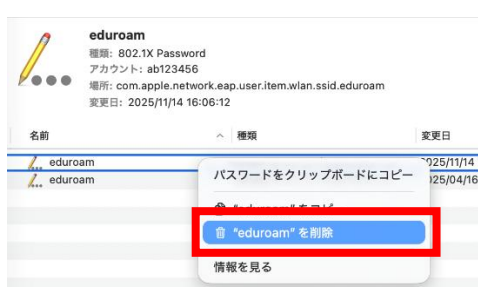 eduroam
種類: 802.1X Password
アカウント: ab123456
場所: com.apple.network.eap.user.item.wlan.ssid.eduroam
変更日: 2025/11/14 16:06:12
名前 種類 変更日
eduroam 025/11/14
eduroam 025/04/16
パスワードをクリップボードにコピー
"eduroam" を削除
情報を見る